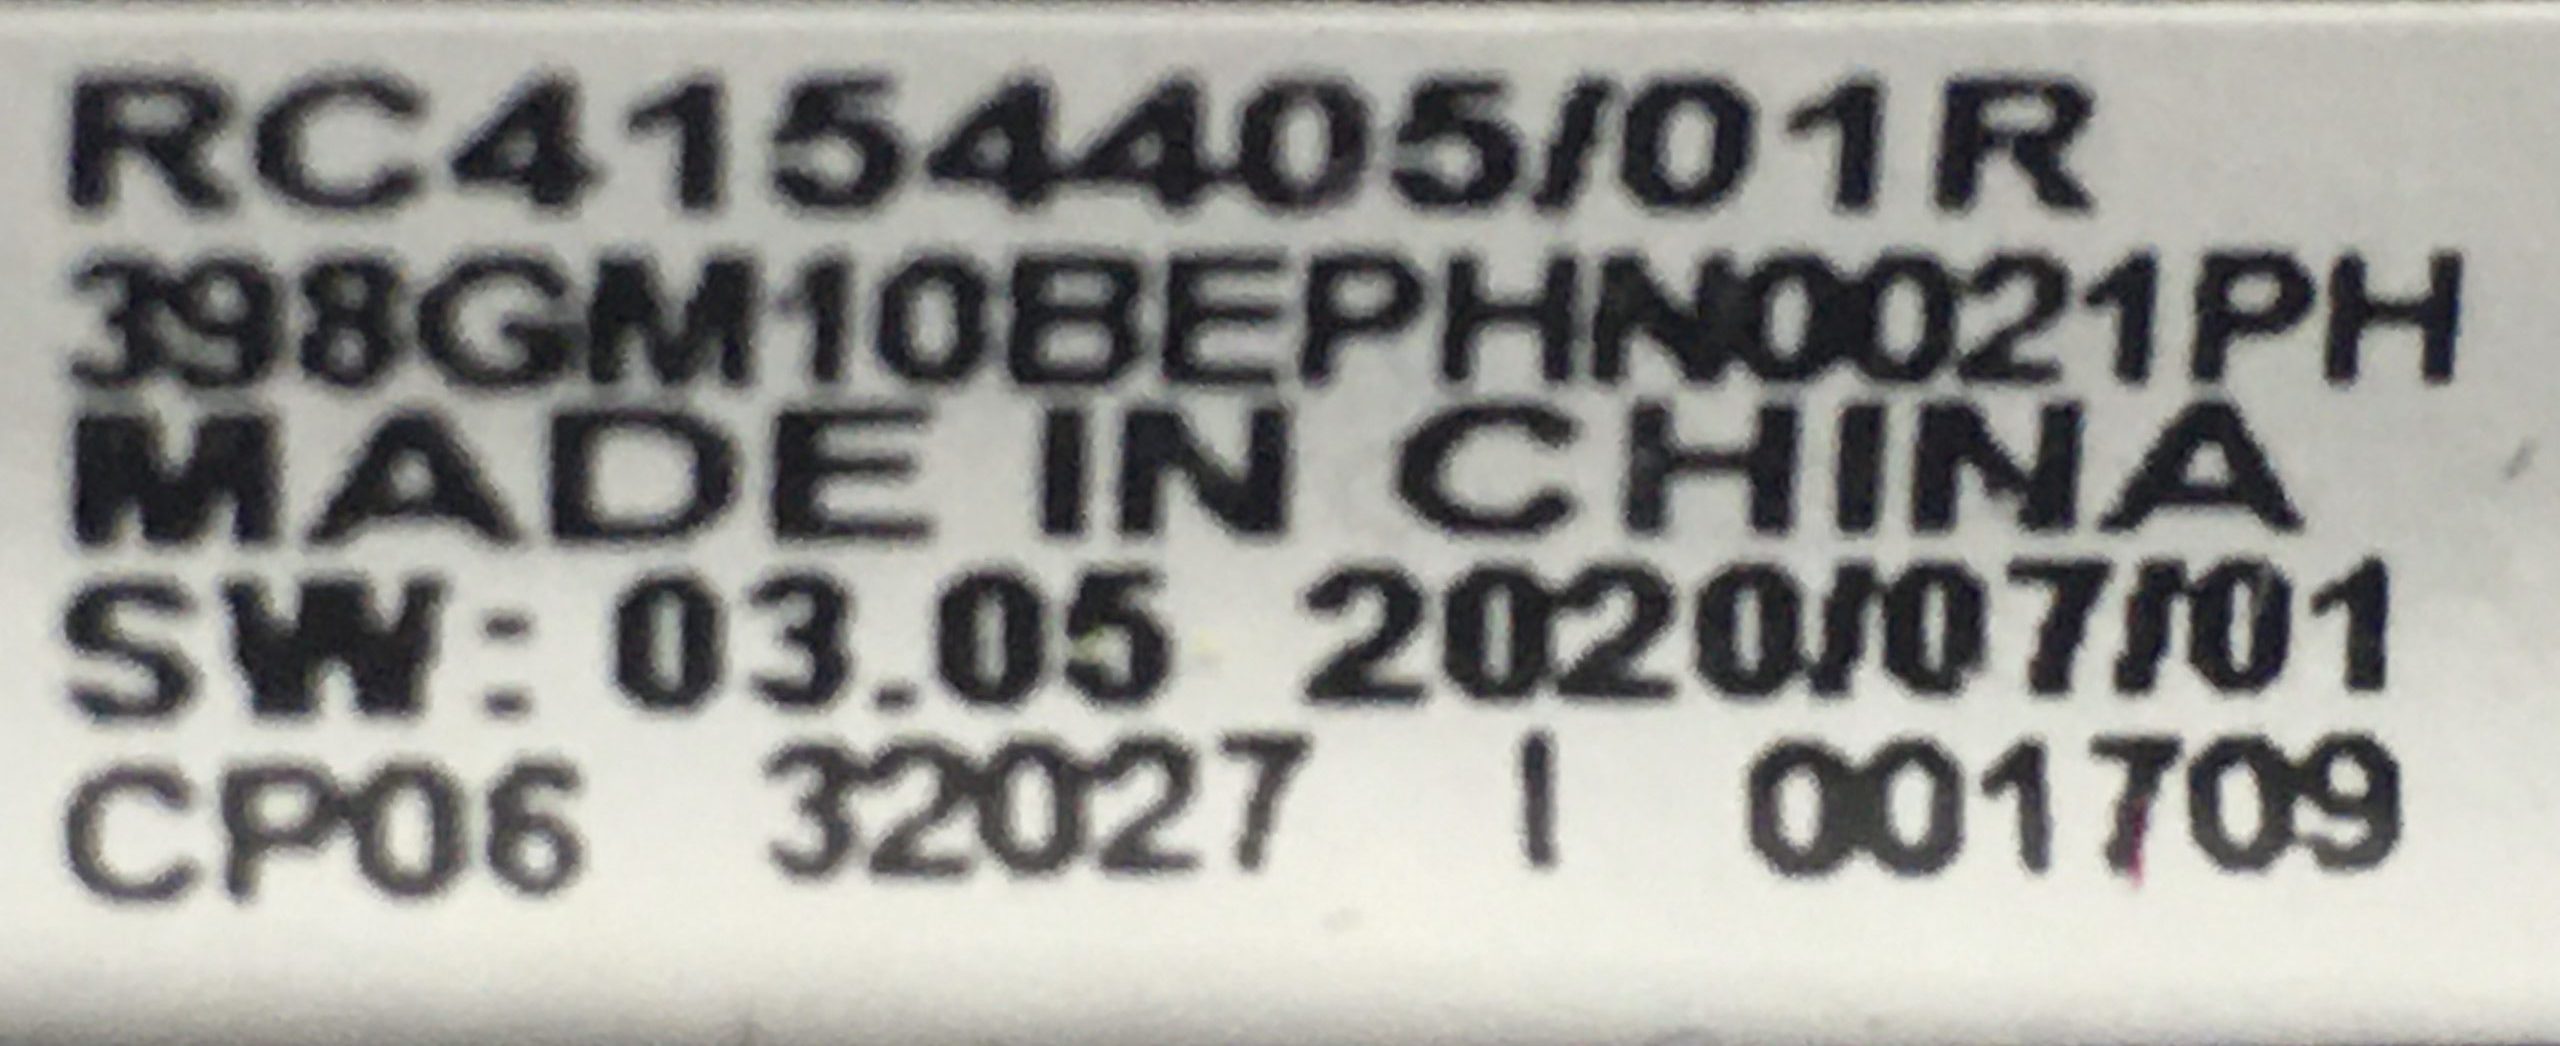 RC4154405/01R
398GM10BEPHN0021PH
MADE IN CHINA
SW: 03.05 2020/07/01
CP06 32027 I 001709